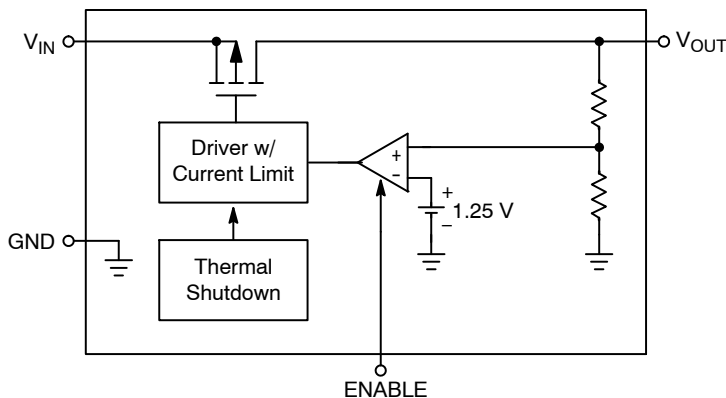 VIN
VOUT
Driver w/
Current Limit
+
-
+
1.25 V
–
GND
Thermal
Shutdown
ENABLE